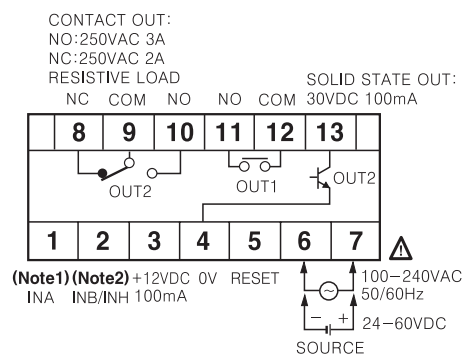 CONTACT OUT:
NO:250VAC 3A
NC:250VAC 2A
RESISTIVE LOAD
SOLID STATE OUT:
30VDC 100mA
NC COM NO NO COM
8 9 10 11 12 13
OUT2 OUT1 OUT2
1 2 3 4 5 6 7
(Note1) (Note2) +12VDC 0V RESET
INA INB/INH 100mA
100-240VAC
50/60Hz
- +
24-60VDC
SOURCE